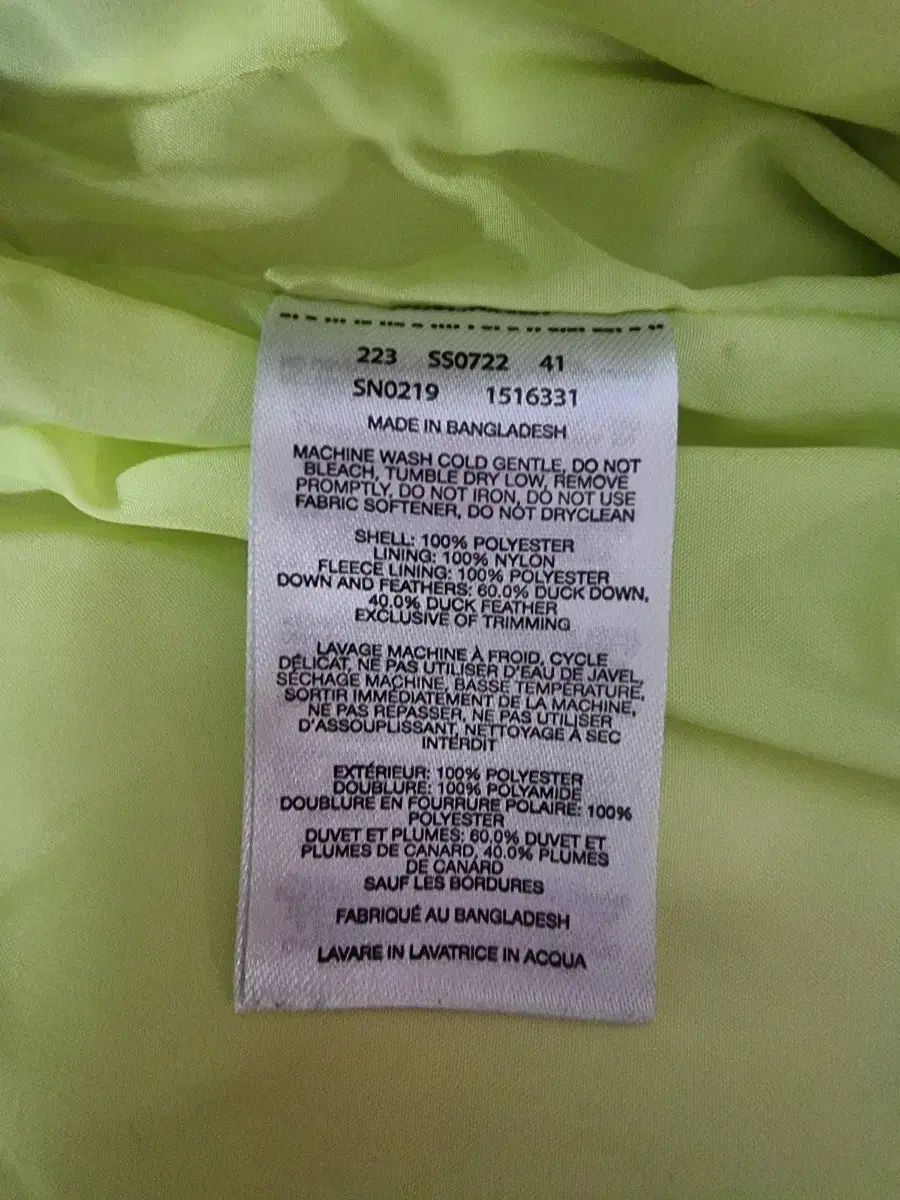 223 SS0722 41
SN0219 1516331
MADE IN BANGLADESH
MACHINE WASH COLD GENTLE, DO NOT
BLEACH, TUMBLE DRY LOW, REMOVE
PROMPTLY, DO NOT IRON, DO NOT USE
FABRIC SOFTENER, DO NOT DRYCLEAN
SHELL: 100% POLYESTER
LINING: 100% NYLON
FLEECE LINING: 100% POLYESTER
DOWN AND FEATHERS: 60.0% DUCK DOWN,
40.0% DUCK FEATHER
EXCLUSIVE OF TRIMMING
LAVAGE MACHINE À FROID, CYCLE
DÉLICAT, NE PAS UTILISER D'EAU DE JAVEL,
SÉCHAGE MACHINE, BASSE TEMPÉRATURE,
SORTIR IMMÉDIATEMENT DE LA MACHINE,
NE PAS REPASSER, NE PAS UTILISER
D'ASSOUPLISSANT, NETTOYAGE À SEC
INTERDIT
EXTÉRIEUR: 100% POLYESTER
DOUBLURE: 100% POLYAMIDE
DOUBLURE EN FOURRURE POLAIRE: 100%
POLYESTER
DUVET ET PLUMES: 60.0% DUVET ET
PLUMES DE CANARD, 40.0% PLUMES
DE CANARD
SAUF LES BORDURES
FABRIQUÉ AU BANGLADESH
LAVARE IN LAVATRICE IN ACQUA